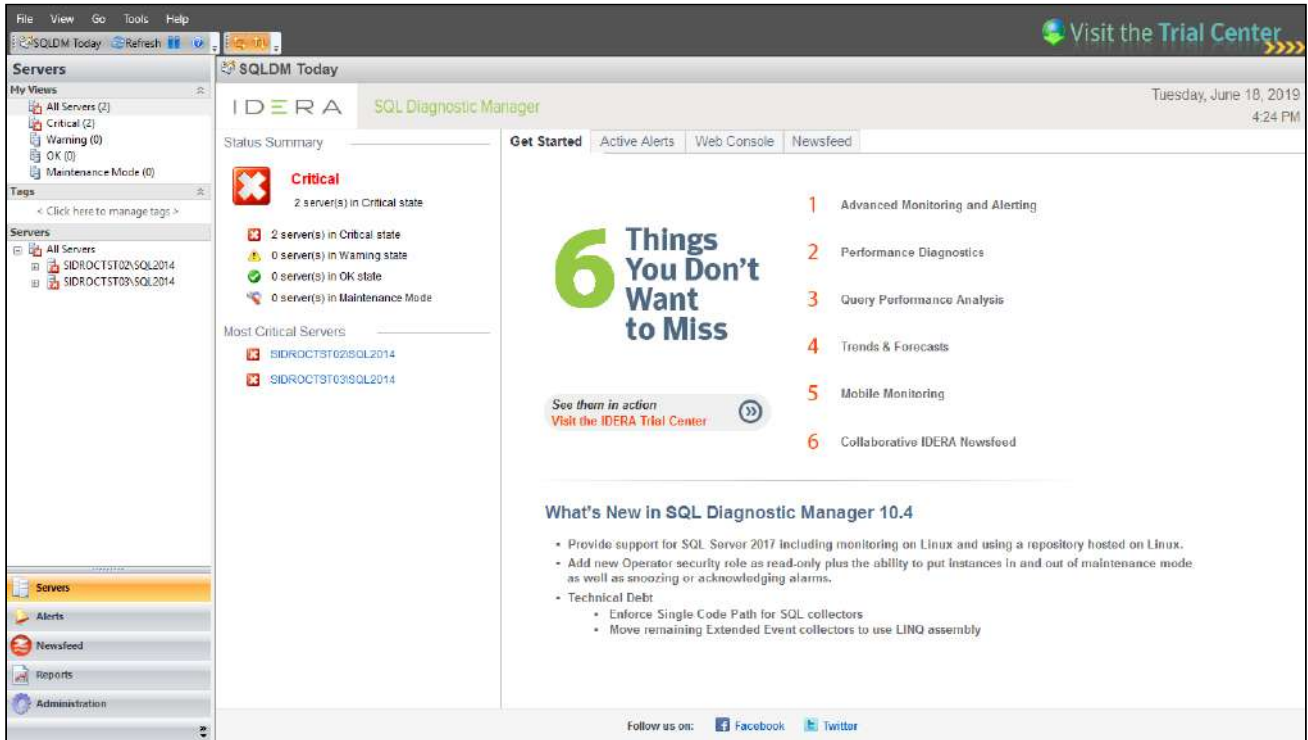 File View Go Tools Help
SQLDM Today Refresh
Visit the Trial Center
Servers
My Views
All Servers (2)
Critical (2)
Warning (0)
OK (0)
Maintenance Mode (0)
Tags
< Click here to manage tags >
Servers
All Servers
SIDROCTST02\SQL2014
SIDROCTST03\SQL2014
Servers
Alerts
Newsfeed
Reports
Administration
SQLDM Today
IDERA SQL Diagnostic Manager
Tuesday, June 18, 2019
4:24 PM
Status Summary
Critical
2 server(s) in Critical state
2 server(s) in Critical state
0 server(s) in Warning state
0 server(s) in OK state
0 server(s) in Maintenance Mode
Most Critical Servers
SIDROCTST02\SQL2014
SIDROCTST03\SQL2014
Get Started Active Alerts Web Console Newsfeed
6 Things
You Don't
Want
to Miss
See them in action
Visit the IDERA Trial Center
1 Advanced Monitoring and Alerting
2 Performance Diagnostics
3 Query Performance Analysis
4 Trends & Forecasts
5 Mobile Monitoring
6 Collaborative IDERA Newsfeed
What's New in SQL Diagnostic Manager 10.4
• Provide support for SQL Server 2017 including monitoring on Linux and using a repository hosted on Linux.
• Add new Operator security role as read-only plus the ability to put instances in and out of maintenance mode
as well as snoozing or acknowledging alarms.
• Technical Debt
• Enforce Single Code Path for SQL collectors
• Move remaining Extended Event collectors to use LINQ assembly
Follow us on: Facebook Twitter